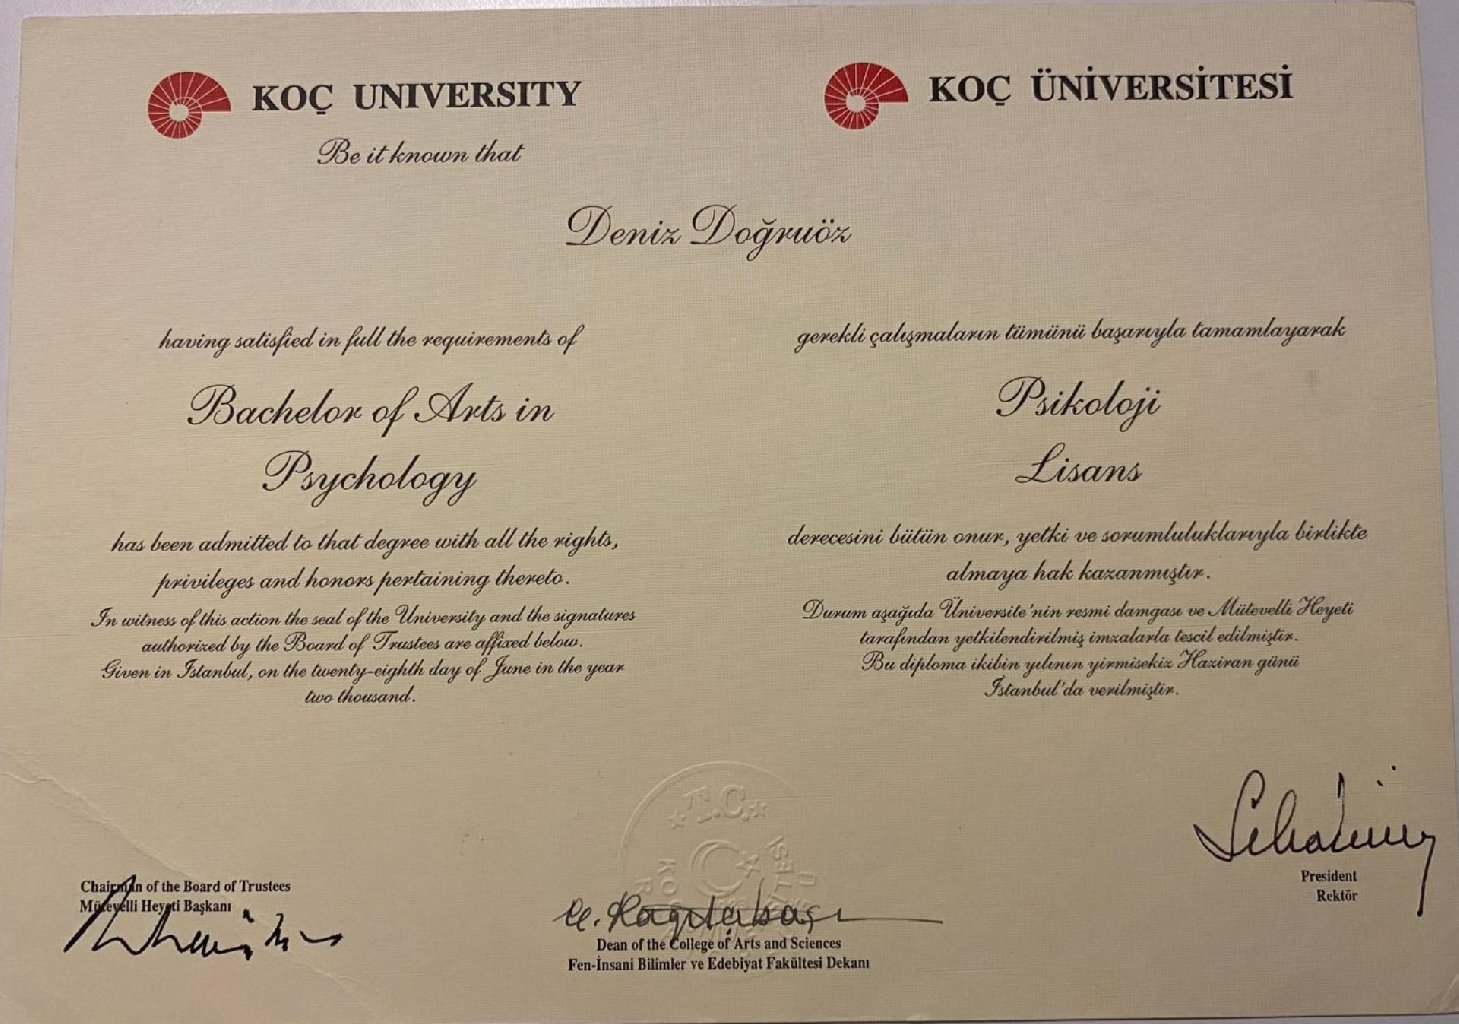 KOÇ UNIVERSITY
Be it known that
KOÇ ÜNİVERSİTESİ
Deniz Doğruöz
having satisfied in full the requirements of
Bachelor of Arts in
Psychology
has been admitted to that degree with all the rights,
privileges and honors pertaining thereto.
In witness of this action the seal of the University and the signatures
authorized by the Board of Trustees are affixed below.
Given in Istanbul, on the twenty-eighth day of June in the year
two thousand.
gerekli çalışmaların tümünü başarıyla tamamlayarak
Psikoloji
Lisans
derecesini bütün onur, yetki ve sorumluluklarıyla birlikte
almaya hak kazanmıştır.
Durum aşağıda Üniversite'nin resmi damgası ve Mütevelli Heyeti
tarafından yetkilendirilmiş imzalarla tescil edilmiştir.
Bu diploma ikibin yılının yirmisekiz Haziran günü
İstanbul'da verilmiştir.
T.C.
Chairman of the Board of Trustees
Mütevelli Heyeti Başkanı
Dean of the College of Arts and Sciences
Fen-İnsani Bilimler ve Edebiyat Fakültesi Dekanı
President
Rektör